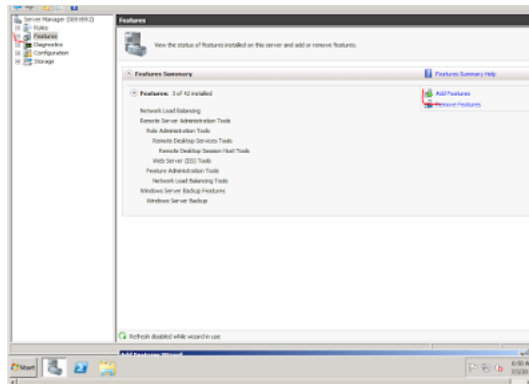 Server Manager (SERVER2)
Roles
Features
Diagnostics
Configuration
Storage
Features
View the status of features installed on this server and add or remove features.
Features Summary
Features Summary Help
Features: 3 of 42 installed
Add Features
Remove Features
Network Load Balancing
Remote Server Administration Tools
Role Administration Tools
Remote Desktop Services Tools
Remote Desktop Session Host Tools
Web Server (IIS) Tools
Feature Administration Tools
Network Load Balancing Tools
Windows Server Backup Features
Windows Server Backup
Refresh disabled while wizard in use
Add Features Wizard
Start